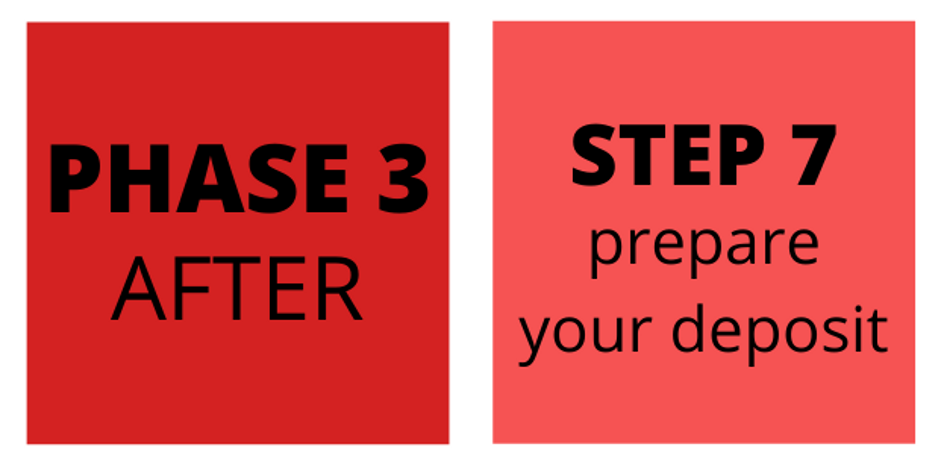 PHASE 3
AFTER
STEP 7
prepare
your deposit